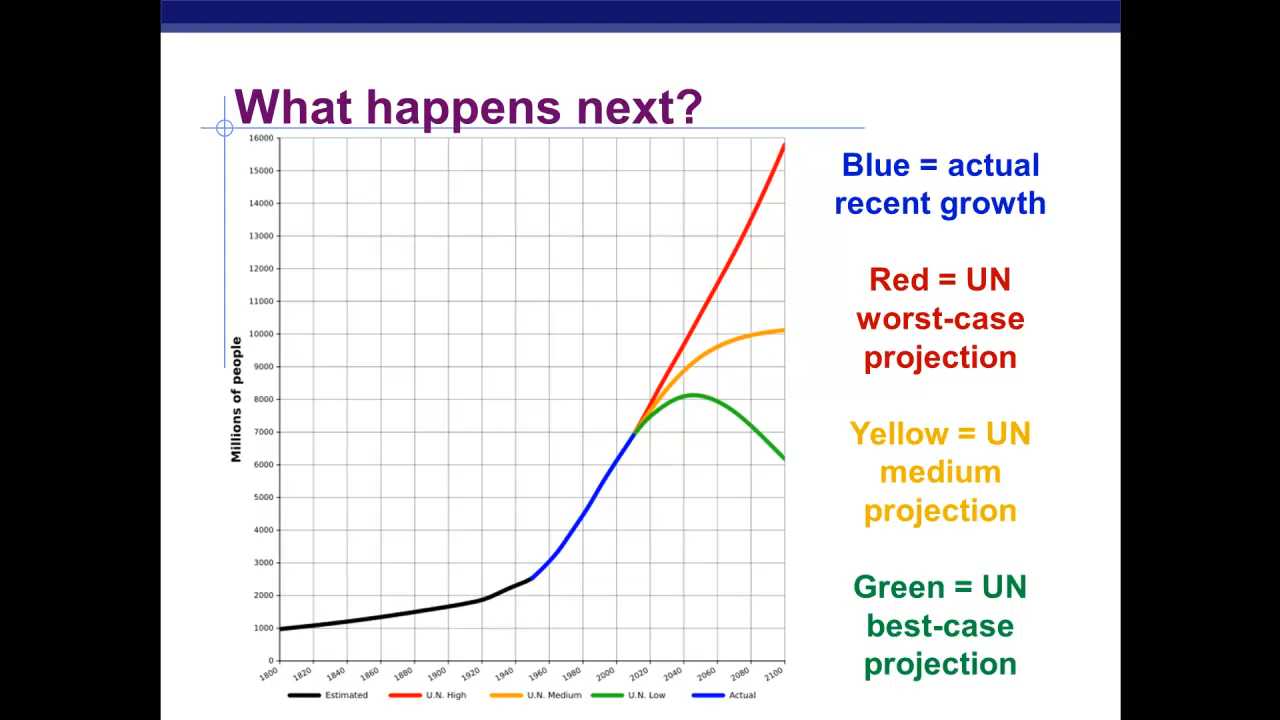 What happens next?
16000
15000
14000
13000
12000
11000
10000
9000
8000
7000
6000
5000
4000
3000
2000
1000
0
Millions of people
1800
1820
1840
1860
1880
1900
1920
1940
1960
1980
2000
2020
2040
2060
2080
2100
Estimated
U.N. High
U.N. Medium
U.N. Low
Actual
Blue = actual
recent growth
Red = UN
worst-case
projection
Yellow = UN
medium
projection
Green = UN
best-case
projection